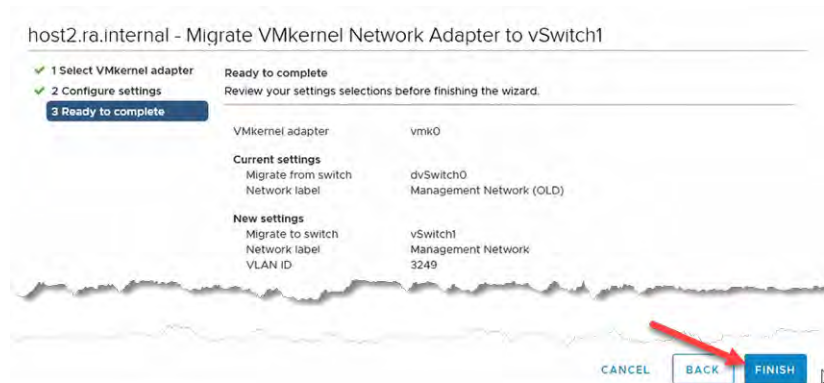 host2.ra.internal - Migrate VMkernel Network Adapter to vSwitch1
1 Select VMkernel adapter
2 Configure settings
3 Ready to complete
Ready to complete
Review your settings selections before finishing the wizard.
VMkernel adapter vmk0
Current settings
Migrate from switch dvSwitch0
Network label Management Network (OLD)
New settings
Migrate to switch vSwitch1
Network label Management Network
VLAN ID 3249
CANCEL BACK FINISH